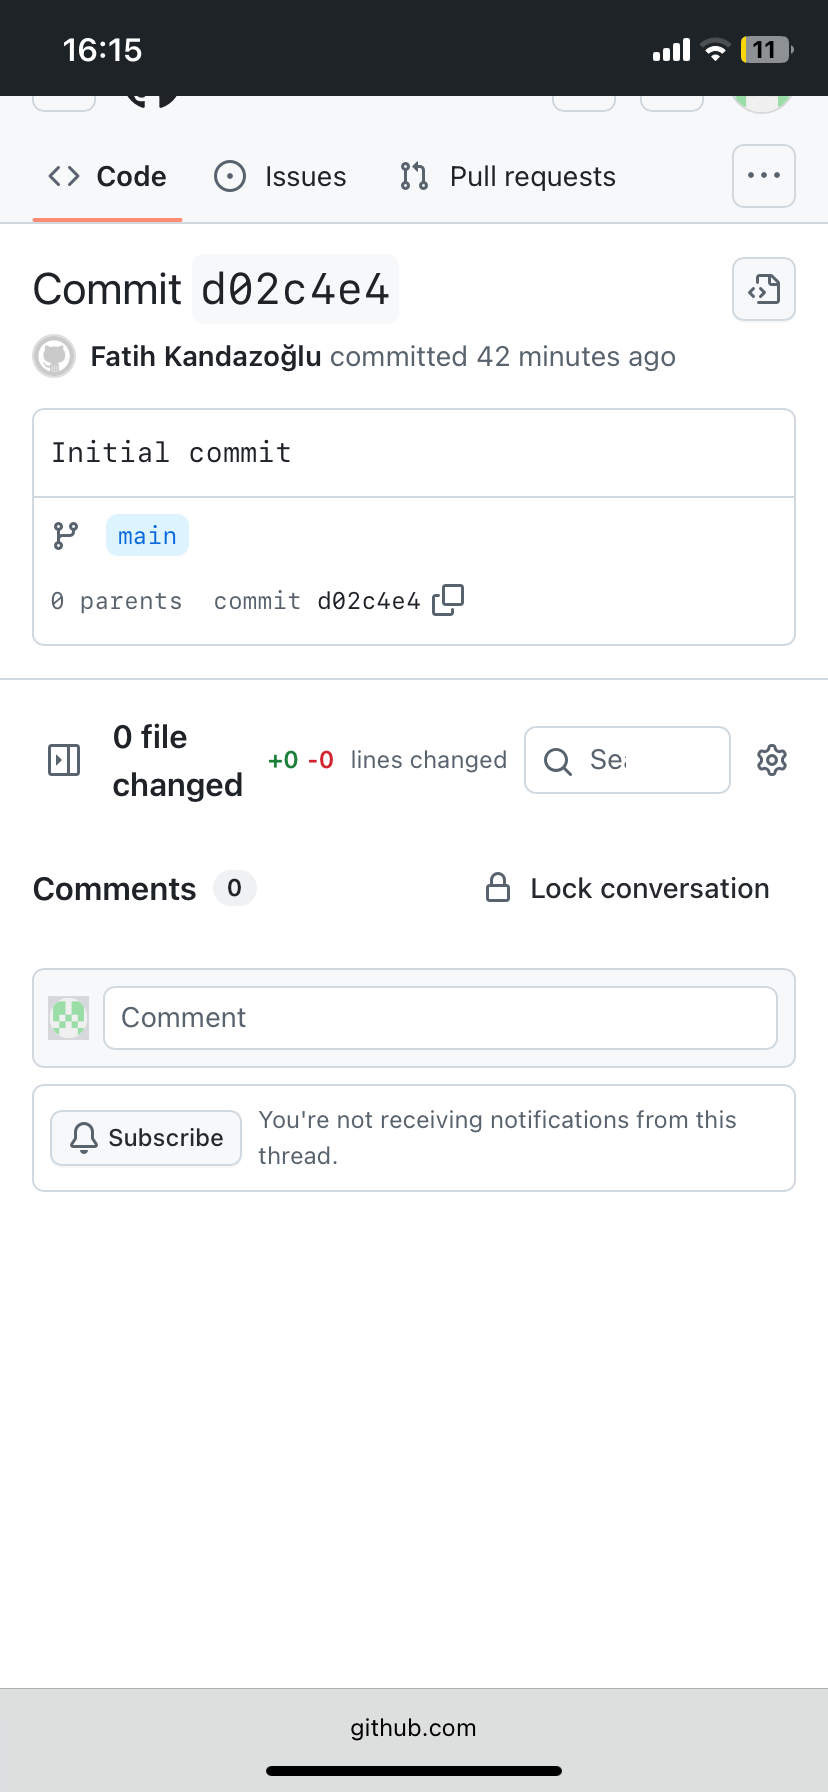 16:15
11
Code
Issues
Pull requests
Commit d02c4e4
Fatih Kandazoğlu committed 42 minutes ago
Initial commit
main
0 parents commit d02c4e4
0 file changed
+0 -0 lines changed
Comments 0
Lock conversation
Comment
Subscribe
You're not receiving notifications from this
thread.
github.com